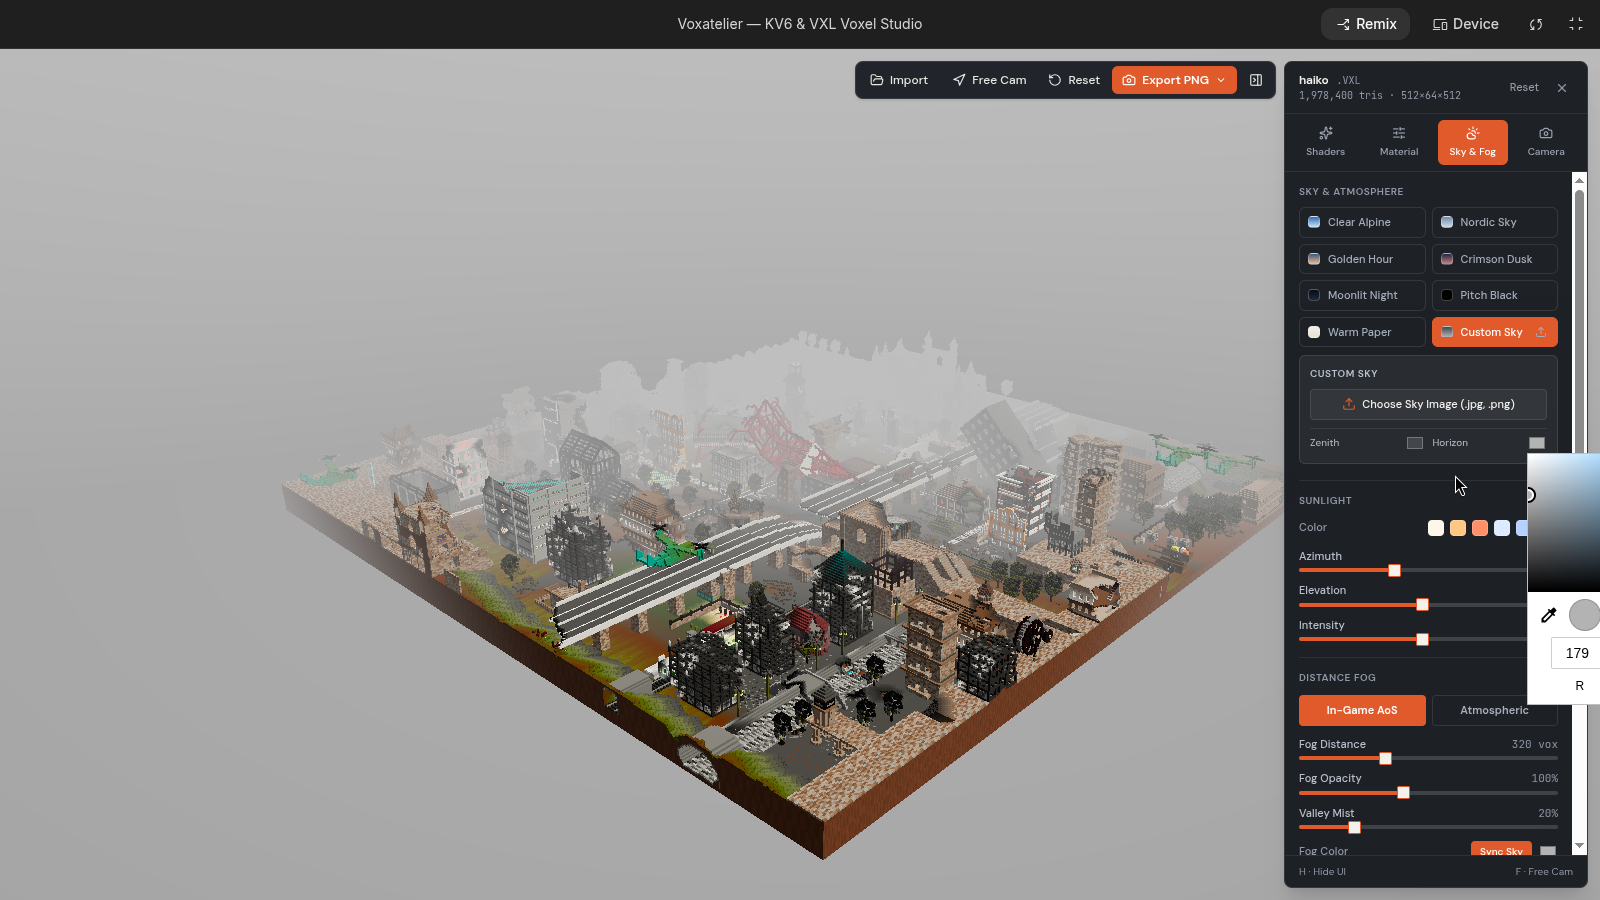 Voxatelier — KV6 & VXL Voxel Studio
Remix
Device
Import
Free Cam
Reset
Export PNG
haiko .VXL
1,978,400 tris · 512×64×512
Reset
Shaders
Material
Sky & Fog
Camera
SKY & ATMOSPHERE
Clear Alpine
Nordic Sky
Golden Hour
Crimson Dusk
Moonlit Night
Pitch Black
Warm Paper
Custom Sky
CUSTOM SKY
Choose Sky Image (.jpg, .png)
Zenith
Horizon
SUNLIGHT
Color
Azimuth
Elevation
Intensity
179
R
DISTANCE FOG
In-Game AoS
Atmospheric
Fog Distance 320 vox
Fog Opacity 100%
Valley Mist 20%
Fog Color Sync Sky
H · Hide UI
F · Free Cam